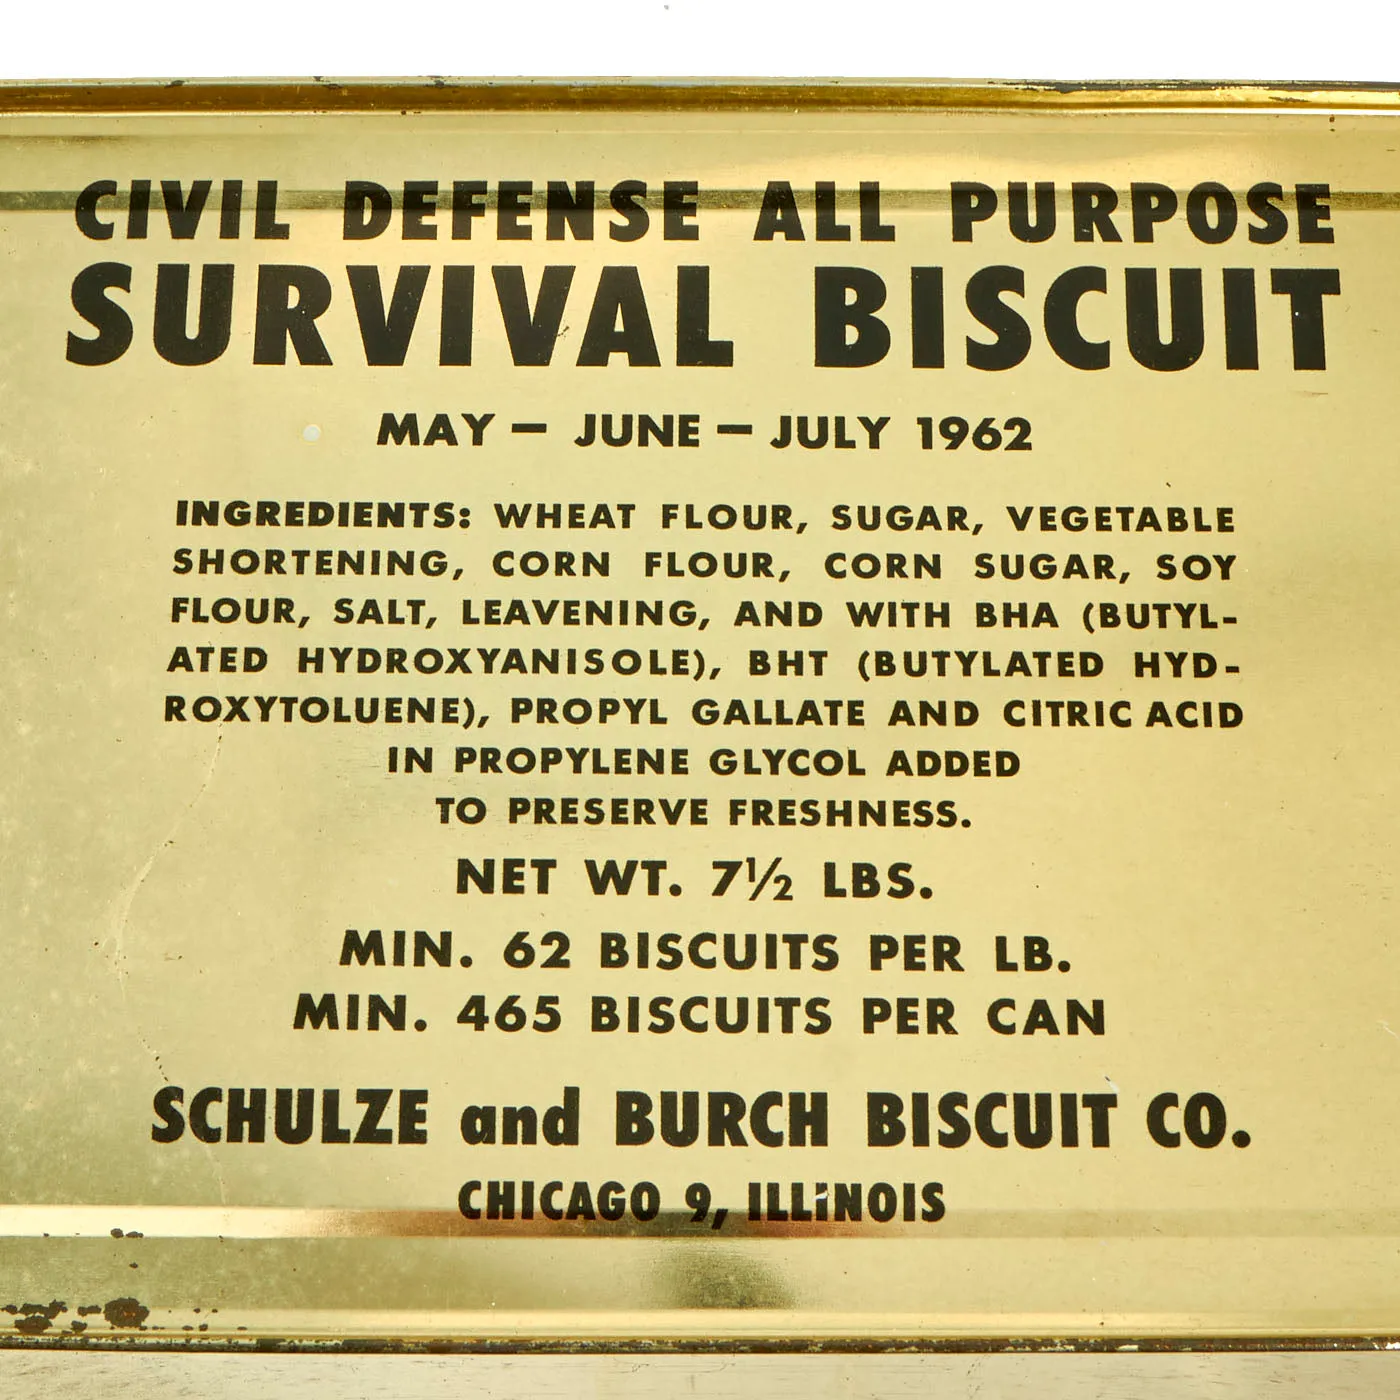 CIVIL DEFENSE ALL PURPOSE
SURVIVAL BISCUIT
MAY – JUNE – JULY 1962
INGREDIENTS: WHEAT FLOUR, SUGAR, VEGETABLE
SHORTENING, CORN FLOUR, CORN SUGAR, SOY
FLOUR, SALT, LEAVENING, AND WITH BHA (BUTYL-
ATED HYDROXYANISOLE), BHT (BUTYLATED HYD-
ROXYTOLUENE), PROPYL GALLATE AND CITRIC ACID
IN PROPYLENE GLYCOL ADDED
TO PRESERVE FRESHNESS.
NET WT. 7½ LBS.
MIN. 62 BISCUITS PER LB.
MIN. 465 BISCUITS PER CAN
SCHULZE and BURCH BISCUIT CO.
CHICAGO 9, ILLINOIS